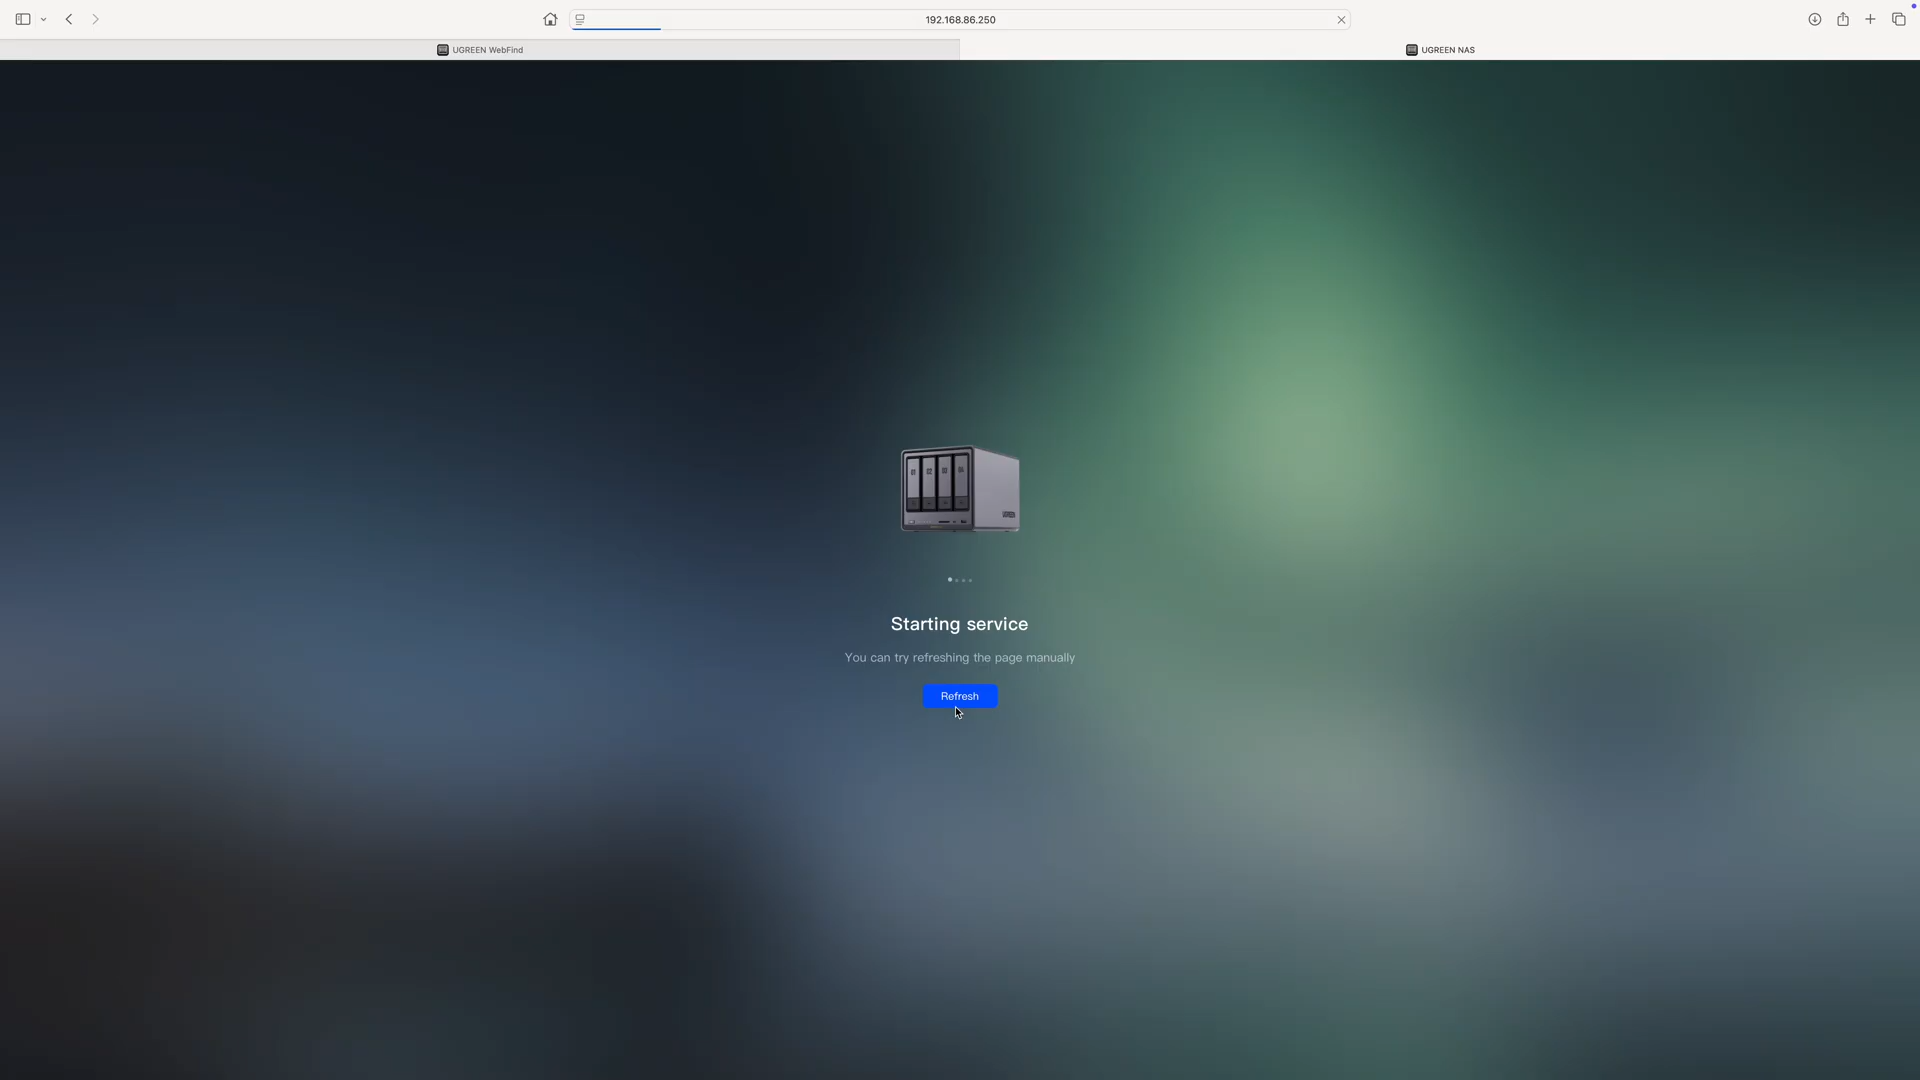 192.168.86.250
UGREEN WebFind
UGREEN NAS
Starting service
You can try refreshing the page manually
Refresh